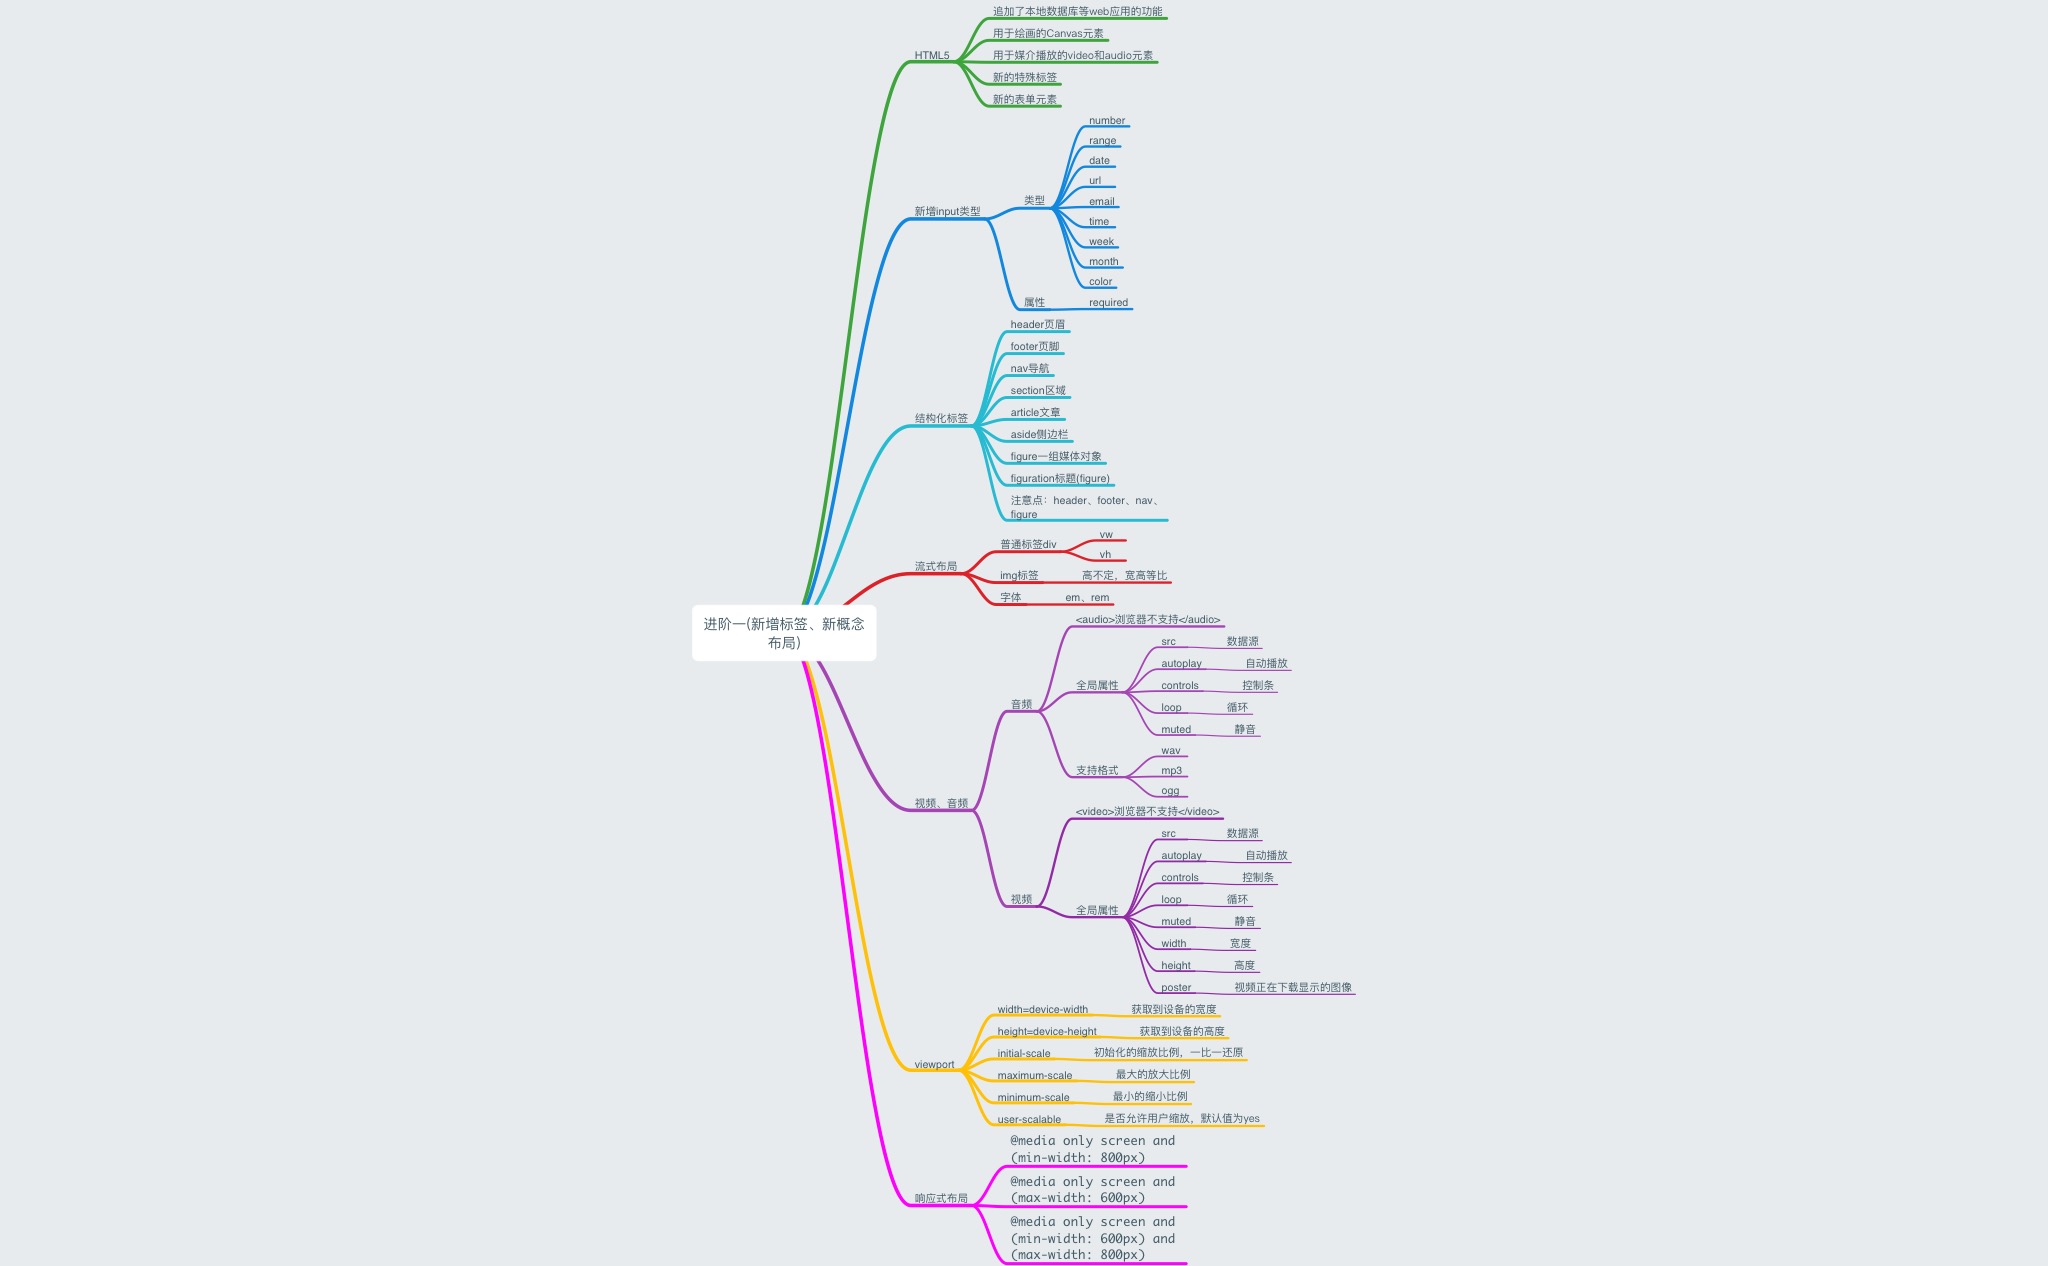 追加了本地数据库等web应用的功能
用于绘画的Canvas元素
HTML5
用于媒介播放的video和audio元素
新的特殊标签
新的表单元素
number
range
date
url
新增input类型
类型
email
time
week
month
color
属性
required
header页眉
footer页脚
nav导航
section区域
结构化标签
article文章
aside侧边栏
figure一组媒体对象
figuration标题(figure)
注意点：header、footer、nav、
figure
流式布局
普通标签div
vw
vh
img标签
高不定，宽高等比
字体
em、rem
进阶一(新增标签、新概念
布局)
视频、音频
音频
<audio>浏览器不支持</audio>
全局属性
src
数据源
autoplay
自动播放
controls
控制条
loop
循环
muted
静音
支持格式
wav
mp3
ogg
视频
<video>浏览器不支持</video>
全局属性
src
数据源
autoplay
自动播放
controls
控制条
loop
循环
muted
静音
width
宽度
height
高度
poster
视频正在下载显示的图像
viewport
width=device-width
获取到设备的宽度
height=device-height
获取到设备的高度
initial-scale
初始化的缩放比例，一比一还原
maximum-scale
最大的放大比例
minimum-scale
最小的缩小比例
user-scalable
是否允许用户缩放，默认值为yes
响应式布局
@media only screen and
(min-width: 800px)
@media only screen and
(max-width: 600px)
@media only screen and
(min-width: 600px) and
(max-width: 800px)